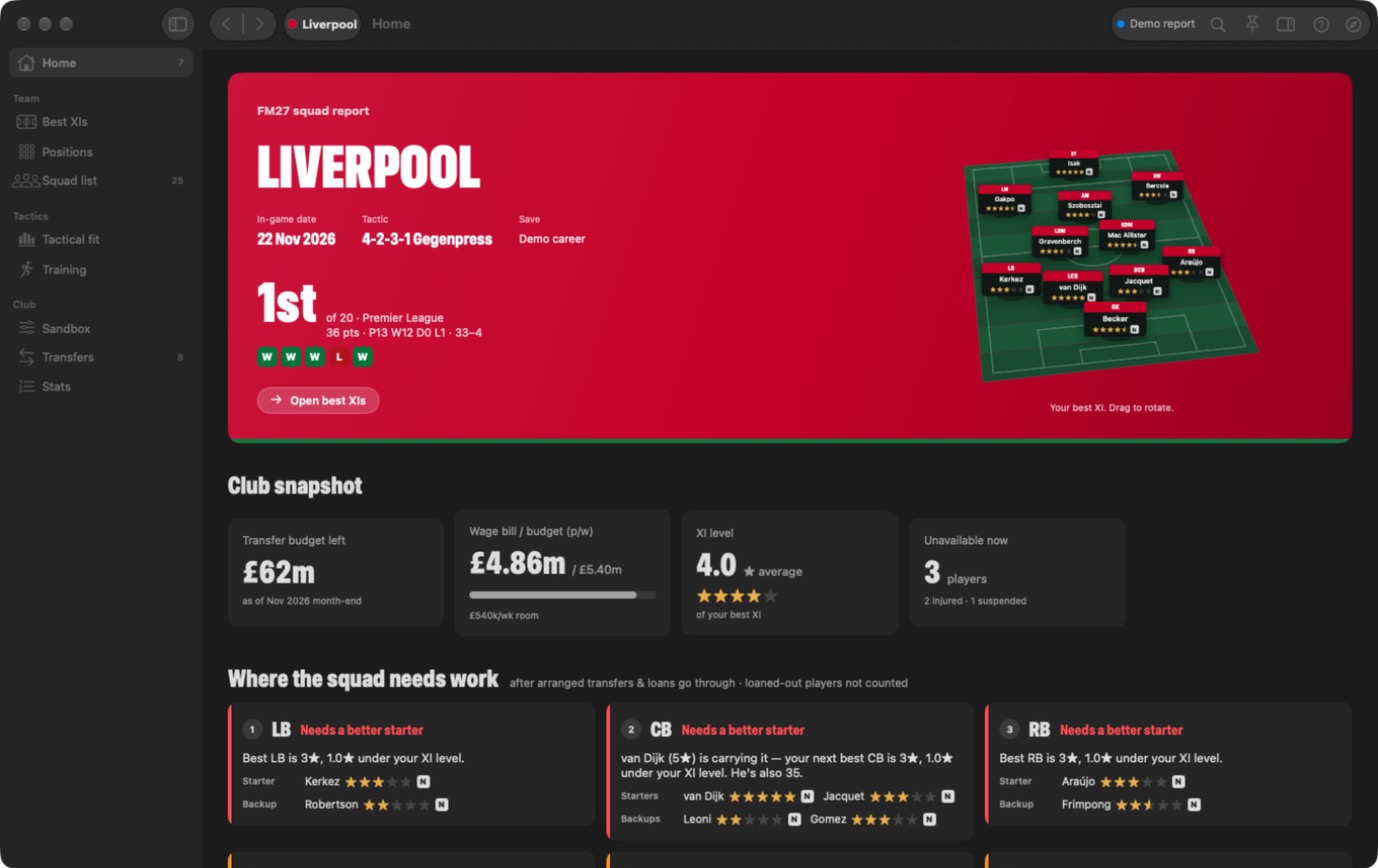 Liverpool
Home
Demo report
Home 7
Team
Best XIs
Positions
Squad list 25
Tactics
Tactical fit
Training
Club
Sandbox
Transfers 8
Stats
FM27 squad report
LIVERPOOL
In-game date Tactic Save
22 Nov 2026 4-2-3-1 Gegenpress Demo career
1st of 20 · Premier League
36 pts · P13 W12 D0 L1 · 33–4
W W W L W
→ Open best XIs
ST
Isak
★★★★★ N
LW
Gakpo
N
RW
Barcola
N
AM
Szoboszlai
N
LDM
Gravenberch
N
RDM
Mac Allister
N
LB
Kerkez
N
LCB
van Dijk
★★★★★ N
RCB
Jacquet
N
RB
Araújo
N
GK
Becker
N
Your best XI. Drag to rotate.
Club snapshot
Transfer budget left
£62m
as of Nov 2026 month-end
Wage bill / budget (p/w)
£4.86m / £5.40m
£540k/wk room
XI level
4.0 ★ average
★★★★★
of your best XI
Unavailable now
3 players
2 injured · 1 suspended
Where the squad needs work after arranged transfers & loans go through · loaned-out players not counted
1 LB Needs a better starter
Best LB is 3★, 1.0★ under your XI level.
Starter Kerkez ★★★★★ N
Backup Robertson ★★★★★ N
2 CB Needs a better starter
van Dijk (5★) is carrying it — your next best CB is 3★, 1.0★
under your XI level. He's also 35.
Starters van Dijk ★★★★★ N Jacquet ★★★★★ N
Backups Leoni ★★★★★ N Gomez ★★★★★ N
3 RB Needs a better starter
Best RB is 3★, 1.0★ under your XI level.
Starter Araújo ★★★★★ N
Backup Frimpong ★★★★★ N